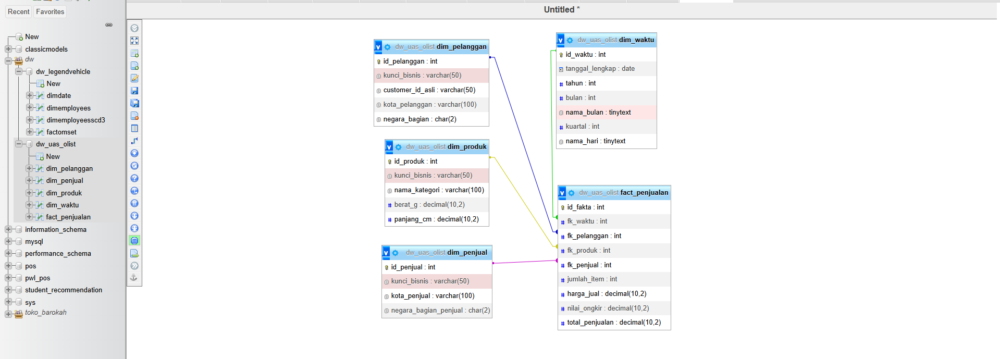 Recent Favorites
Untitled *
New
classicmodels
dw
dw_legendvehicle
New
dimdate
dimemployees
dimemployeesscd3
factomset
dw_uas_olist
New
dim_pelanggan
dim_penjual
dim_produk
dim_waktu
fact_penjualan
information_schema
mysql
performance_schema
pos
pwl_pos
student_recommendation
sys
toko_barokah
v dw_uas_olist dim_pelanggan
id_pelanggan : int
kunci_bisnis : varchar(50)
customer_id_asli : varchar(50)
kota_pelanggan : varchar(100)
negara_bagian : char(2)
v dw_uas_olist dim_produk
id_produk : int
kunci_bisnis : varchar(50)
nama_kategori : varchar(100)
# berat_g : decimal(10,2)
# panjang_cm : decimal(10,2)
v dw_uas_olist dim_penjual
id_penjual : int
kunci_bisnis : varchar(50)
kota_penjual : varchar(100)
negara_bagian_penjual : char(2)
v dw_uas_olist dim_waktu
id_waktu : int
tanggal_lengkap : date
# tahun : int
# bulan : int
nama_bulan : tinytext
# kuartal : int
nama_hari : tinytext
v dw_uas_olist fact_penjualan
id_fakta : int
# fk_waktu : int
# fk_pelanggan : int
# fk_produk : int
# fk_penjual : int
# jumlah_item : int
# harga_jual : decimal(10,2)
# nilai_ongkir : decimal(10,2)
# total_penjualan : decimal(10,2)